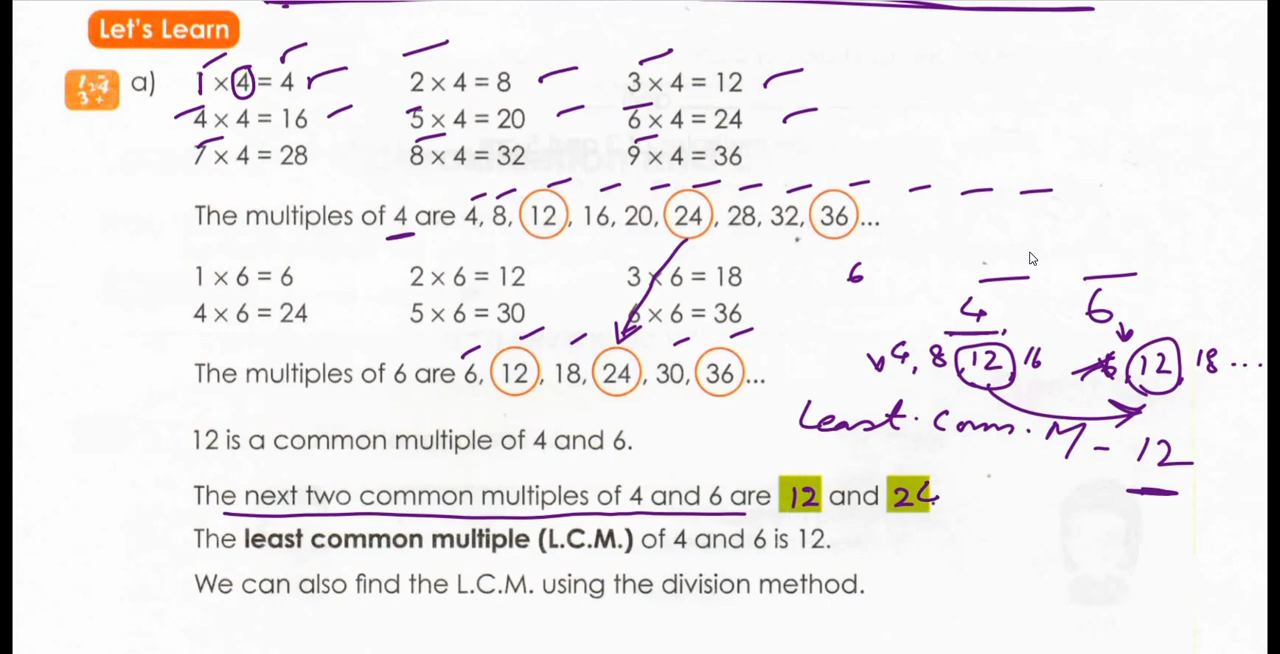 Let's Learn
a) 1 × 4 = 4 2 × 4 = 8 3 × 4 = 12
4 × 4 = 16 5 × 4 = 20 6 × 4 = 24
7 × 4 = 28 8 × 4 = 32 9 × 4 = 36
The multiples of 4 are 4, 8, 12, 16, 20, 24, 28, 32, 36 ...
1 × 6 = 6 2 × 6 = 12 3 × 6 = 18
4 × 6 = 24 5 × 6 = 30 6 × 6 = 36
The multiples of 6 are 6, 12, 18, 24, 30, 36 ...
12 is a common multiple of 4 and 6.
The next two common multiples of 4 and 6 are 12 and 24.
The least common multiple (L.C.M.) of 4 and 6 is 12.
We can also find the L.C.M. using the division method.
6
4 6
4, 8 12 16 6, 12, 18 ...
Least. Com. M - 12